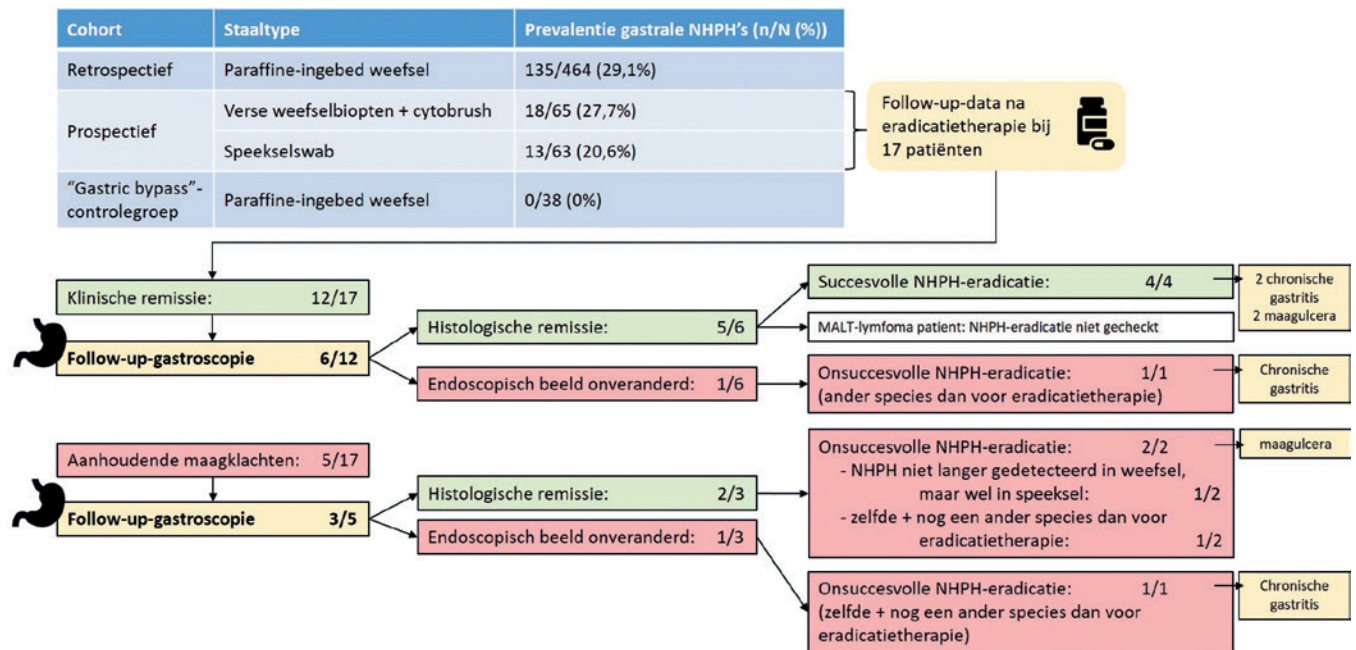 Cohort Staaltype Prevalentie gastrale NHPH's (n/N (%))
Retrospectief Paraffine-ingebed weefsel 135/464 (29,1%)
Prospectief Verse weefselbiopten + cytobrush 18/65 (27,7%)
Speekselswab 13/63 (20,6%)
"Gastric bypass"-
controlegroep Paraffine-ingebed weefsel 0/38 (0%)
Follow-up-data na
eradicatietherapie bij
17 patiënten
Klinische remissie: 12/17
Follow-up-gastroscopie 6/12
Histologische remissie: 5/6
Endoscopisch beeld onveranderd: 1/6
Succesvolle NHPH-eradicatie: 4/4
2 chronische
gastritis
2 maagulcera
MALT-lymfoma patient: NHPH-eradicatie niet gecheckt
Onsuccesvolle NHPH-eradicatie: 1/1
(ander species dan voor eradicatietherapie)
Chronische
gastritis
Aanhoudende maagklachten: 5/17
Follow-up-gastroscopie 3/5
Histologische remissie: 2/3
Endoscopisch beeld onveranderd: 1/3
Onsuccesvolle NHPH-eradicatie: 2/2
- NHPH niet langer gedetecteerd in weefsel,
maar wel in speeksel: 1/2
- zelfde + nog een ander species dan voor
eradicatietherapie: 1/2
maagulcera
Onsuccesvolle NHPH-eradicatie: 1/1
(zelfde + nog een ander species dan voor
eradicatietherapie)
Chronische
gastritis